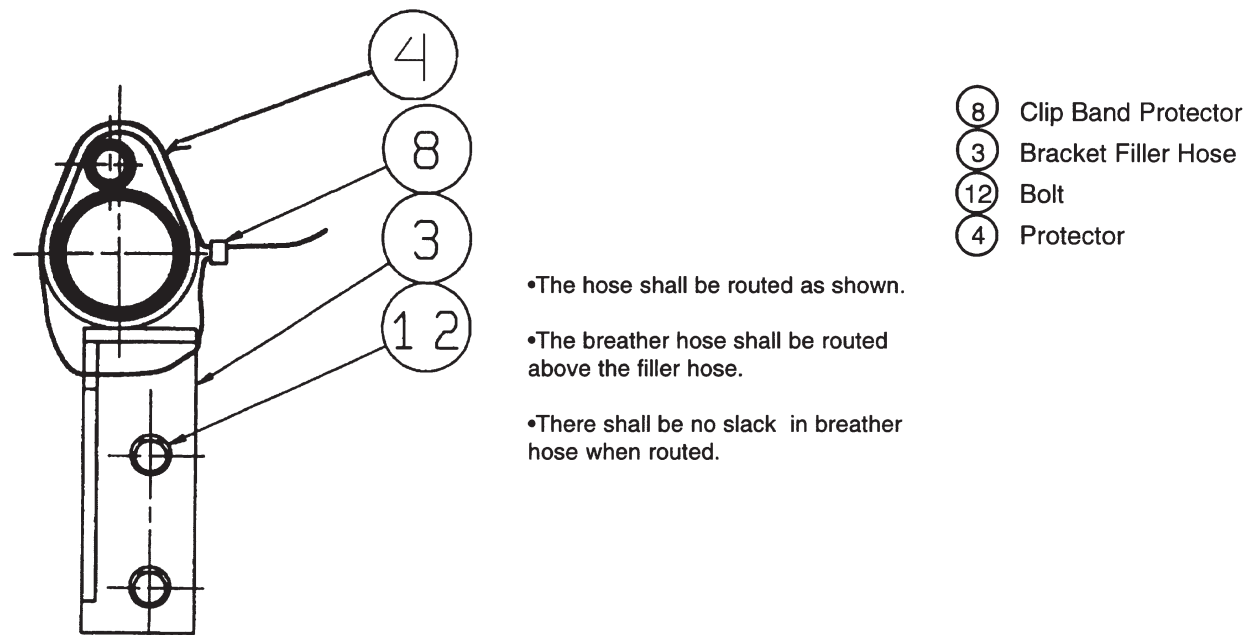 4
8
3
12
8 Clip Band Protector
3 Bracket Filler Hose
12 Bolt
4 Protector
•The hose shall be routed as shown.
•The breather hose shall be routed
above the filler hose.
•There shall be no slack in breather
hose when routed.